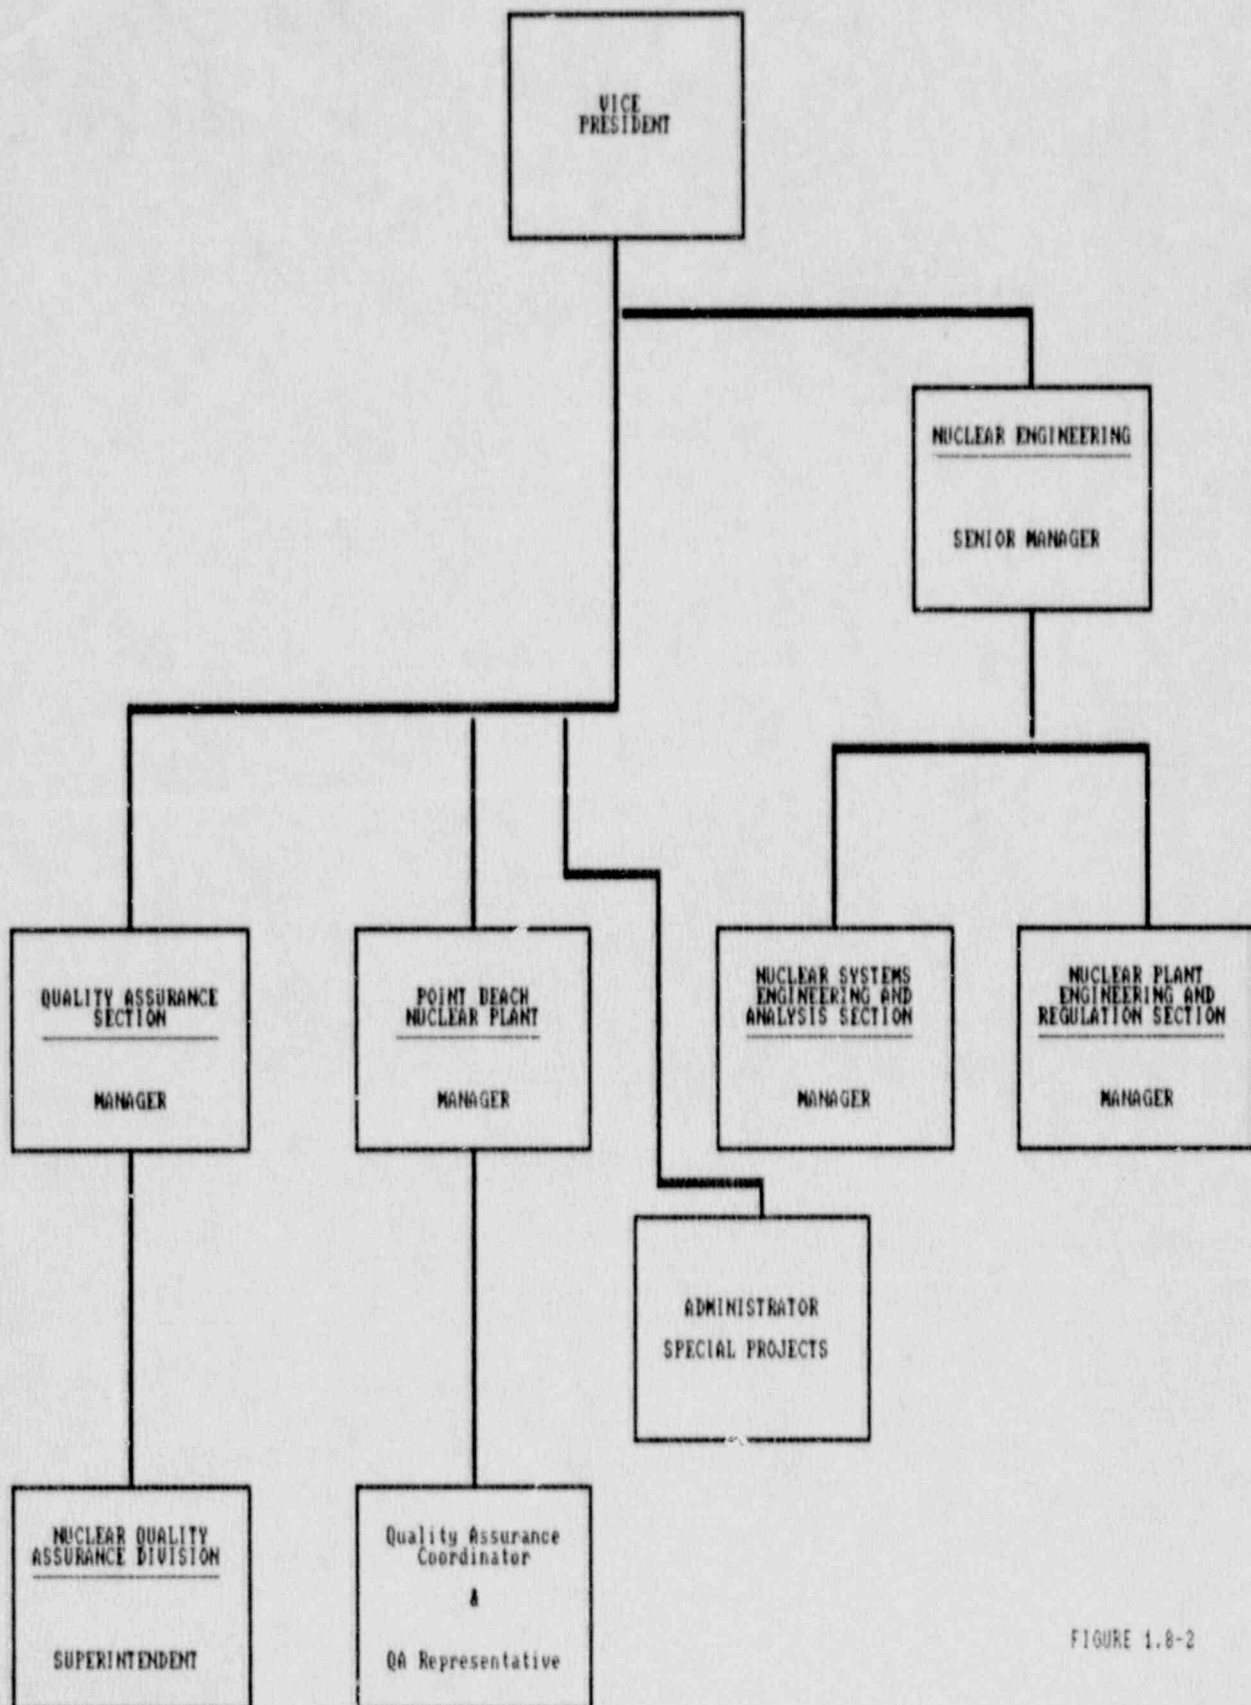 VICE
PRESIDENT
NUCLEAR ENGINEERING
SENIOR MANAGER
QUALITY ASSURANCE
SECTION
MANAGER
POINT BEACH
NUCLEAR PLANT
MANAGER
NUCLEAR SYSTEMS
ENGINEERING AND
ANALYSIS SECTION
MANAGER
NUCLEAR PLANT
ENGINEERING AND
REGULATION SECTION
MANAGER
ADMINISTRATOR
SPECIAL PROJECTS
NUCLEAR QUALITY
ASSURANCE DIVISION
SUPERINTENDENT
Quality Assurance
Coordinator
&
QA Representative
FIGURE 1.8-2